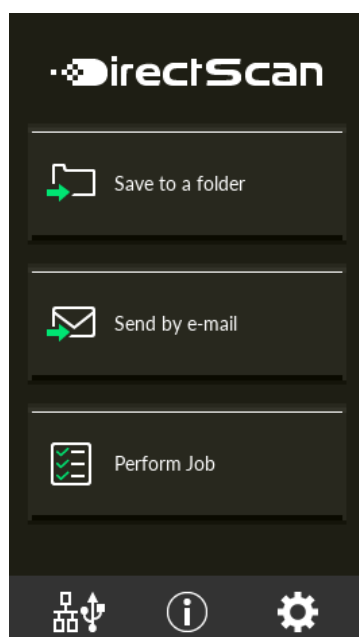 DirectScan
Save to a folder
Send by e-mail
Perform Job